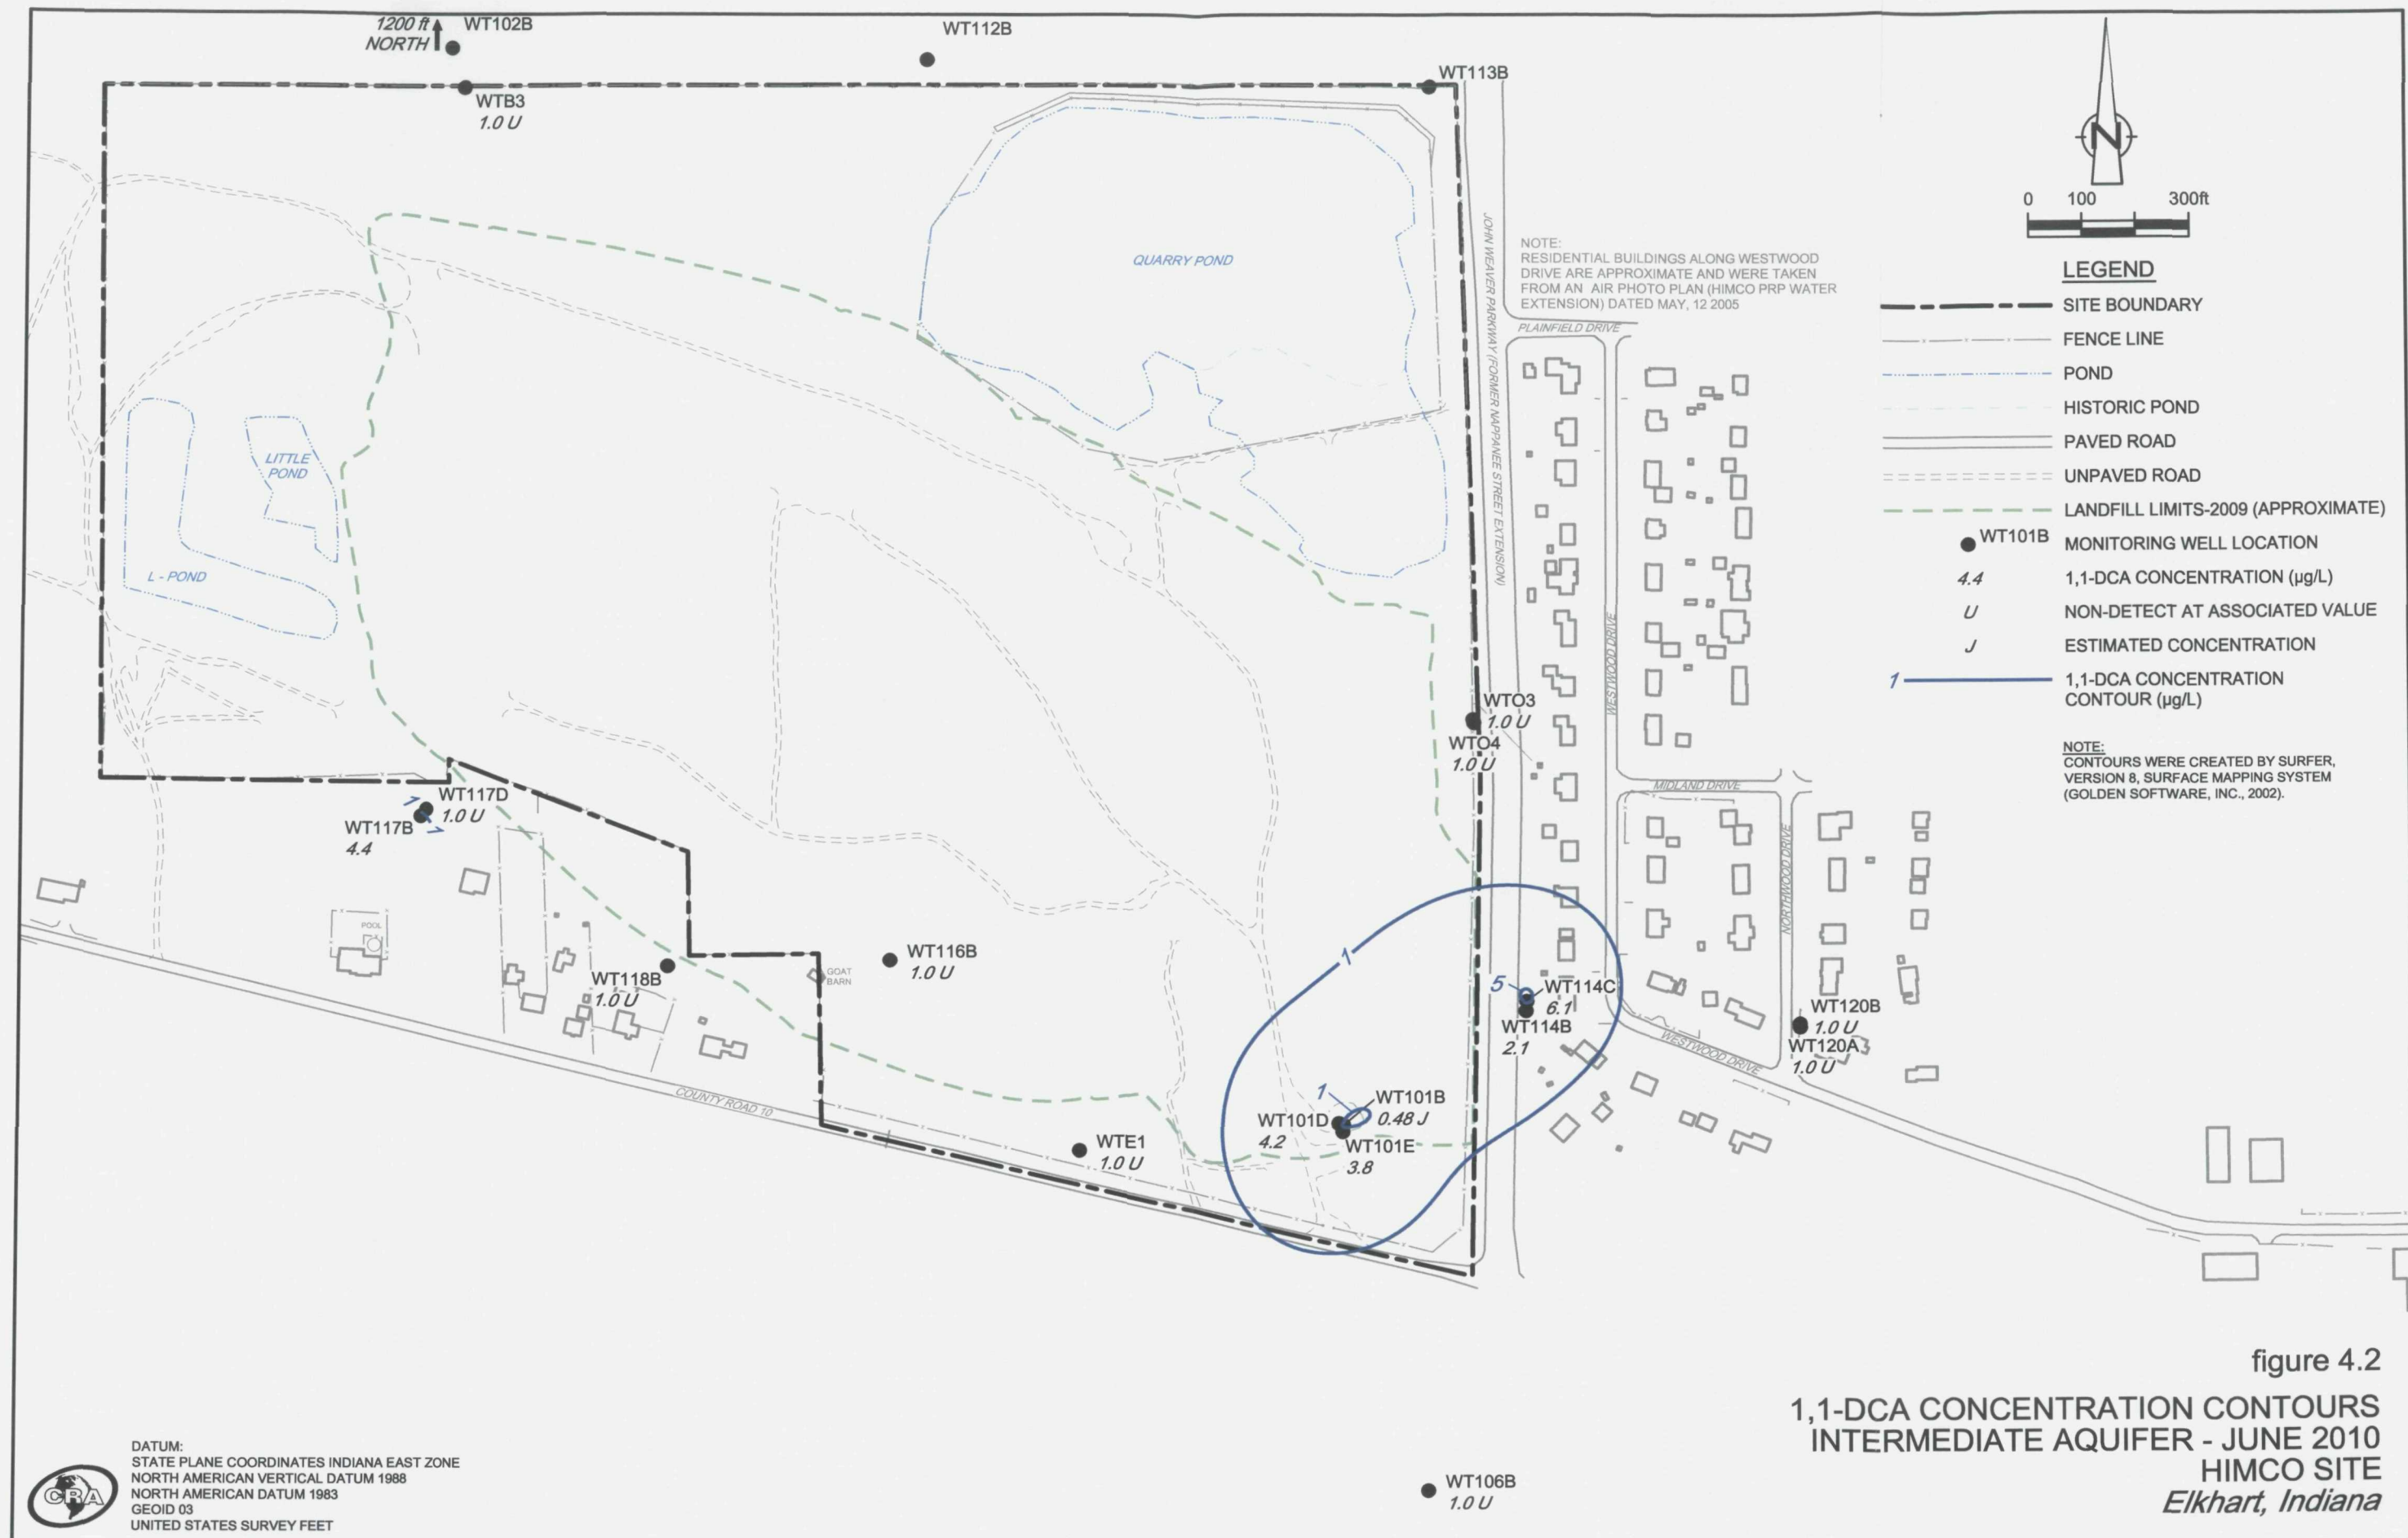 1200 ft
NORTH
WT102B
WT112B
WT113B
WTB3
1.0 U
N
0 100 300ft
QUARRY POND
JOHN WEAVER PARKWAY (FORMER NAPPANEE STREET EXTENSION)
NOTE:
RESIDENTIAL BUILDINGS ALONG WESTWOOD
DRIVE ARE APPROXIMATE AND WERE TAKEN
FROM AN AIR PHOTO PLAN (HIMCO PRP WATER
EXTENSION) DATED MAY, 12 2005
PLAINFIELD DRIVE
LEGEND
SITE BOUNDARY
FENCE LINE
POND
HISTORIC POND
PAVED ROAD
UNPAVED ROAD
LANDFILL LIMITS-2009 (APPROXIMATE)
WT101B MONITORING WELL LOCATION
4.4 1,1-DCA CONCENTRATION (µg/L)
U NON-DETECT AT ASSOCIATED VALUE
J ESTIMATED CONCENTRATION
1 1,1-DCA CONCENTRATION
CONTOUR (µg/L)
NOTE:
CONTOURS WERE CREATED BY SURFER,
VERSION 8, SURFACE MAPPING SYSTEM
(GOLDEN SOFTWARE, INC., 2002).
LITTLE
POND
L - POND
WESTWOOD DRIVE
WTO3
1.0 U
WTO4
1.0 U
MIDLAND DRIVE
NORTHWOOD DRIVE
1
WT117D
1.0 U
WT117B
4.4
1
POOL
WT118B
1.0 U
GOAT
BARN
WT116B
1.0 U
1
5
WT114C
6.1
WT114B
2.1
WT120B
1.0 U
WT120A
1.0 U
WESTWOOD DRIVE
COUNTY ROAD 10
1
WT101B
0.48 J
WT101D
4.2
WT101E
3.8
WTE1
1.0 U
WT106B
1.0 U
figure 4.2
1,1-DCA CONCENTRATION CONTOURS
INTERMEDIATE AQUIFER - JUNE 2010
HIMCO SITE
Elkhart, Indiana
CRA
DATUM:
STATE PLANE COORDINATES INDIANA EAST ZONE
NORTH AMERICAN VERTICAL DATUM 1988
NORTH AMERICAN DATUM 1983
GEOID 03
UNITED STATES SURVEY FEET